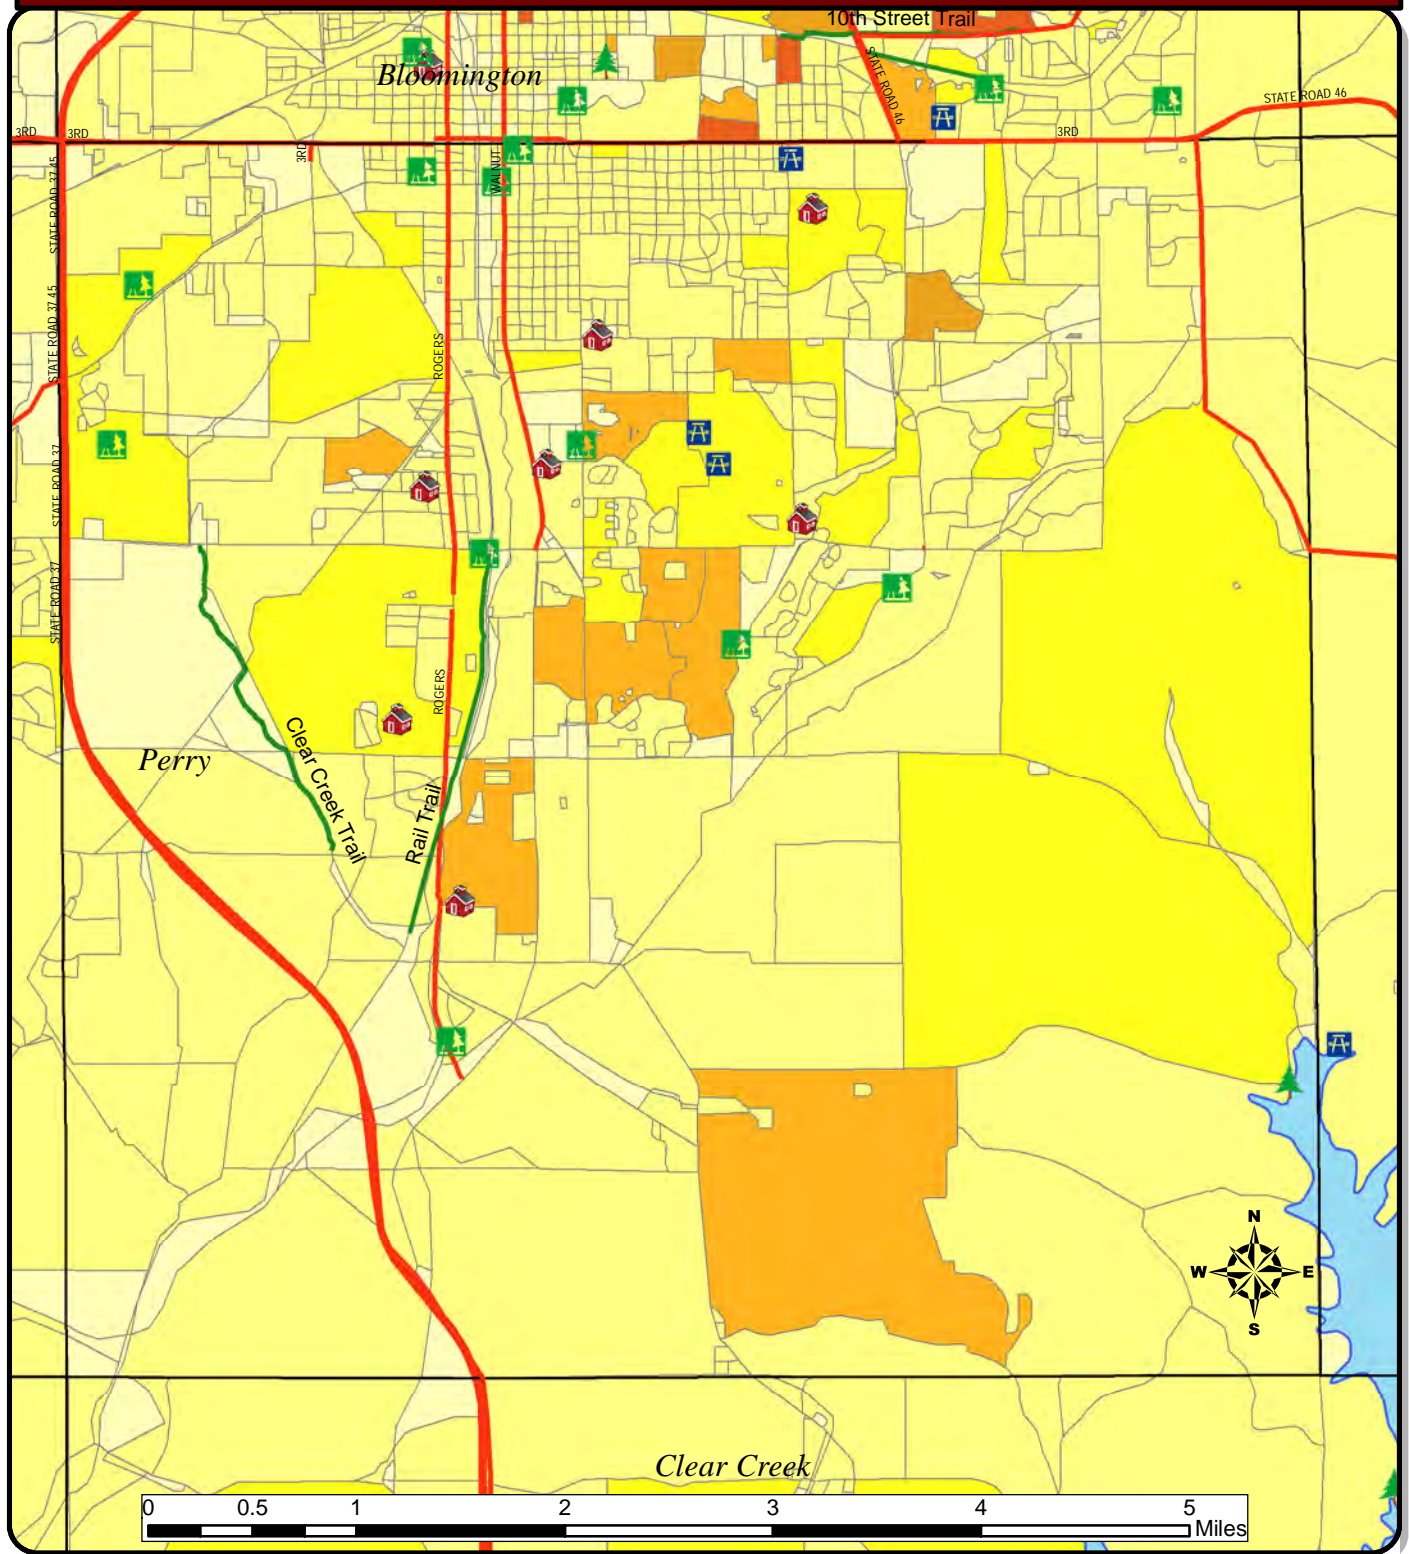 10th Street Trail
Bloomington
STATE ROAD 46
STATE ROAD 46
3RD
3RD
3RD
3RD
WALNUT
STATE ROAD 37 45
STATE ROAD 37 45
ROGERS
STATE ROAD 37
STATE ROAD 37
ROGERS
Clear Creek Trail
Perry
Rail Trail
N
W E
S
Clear Creek
0 0.5 1 2 3 4 5
Miles